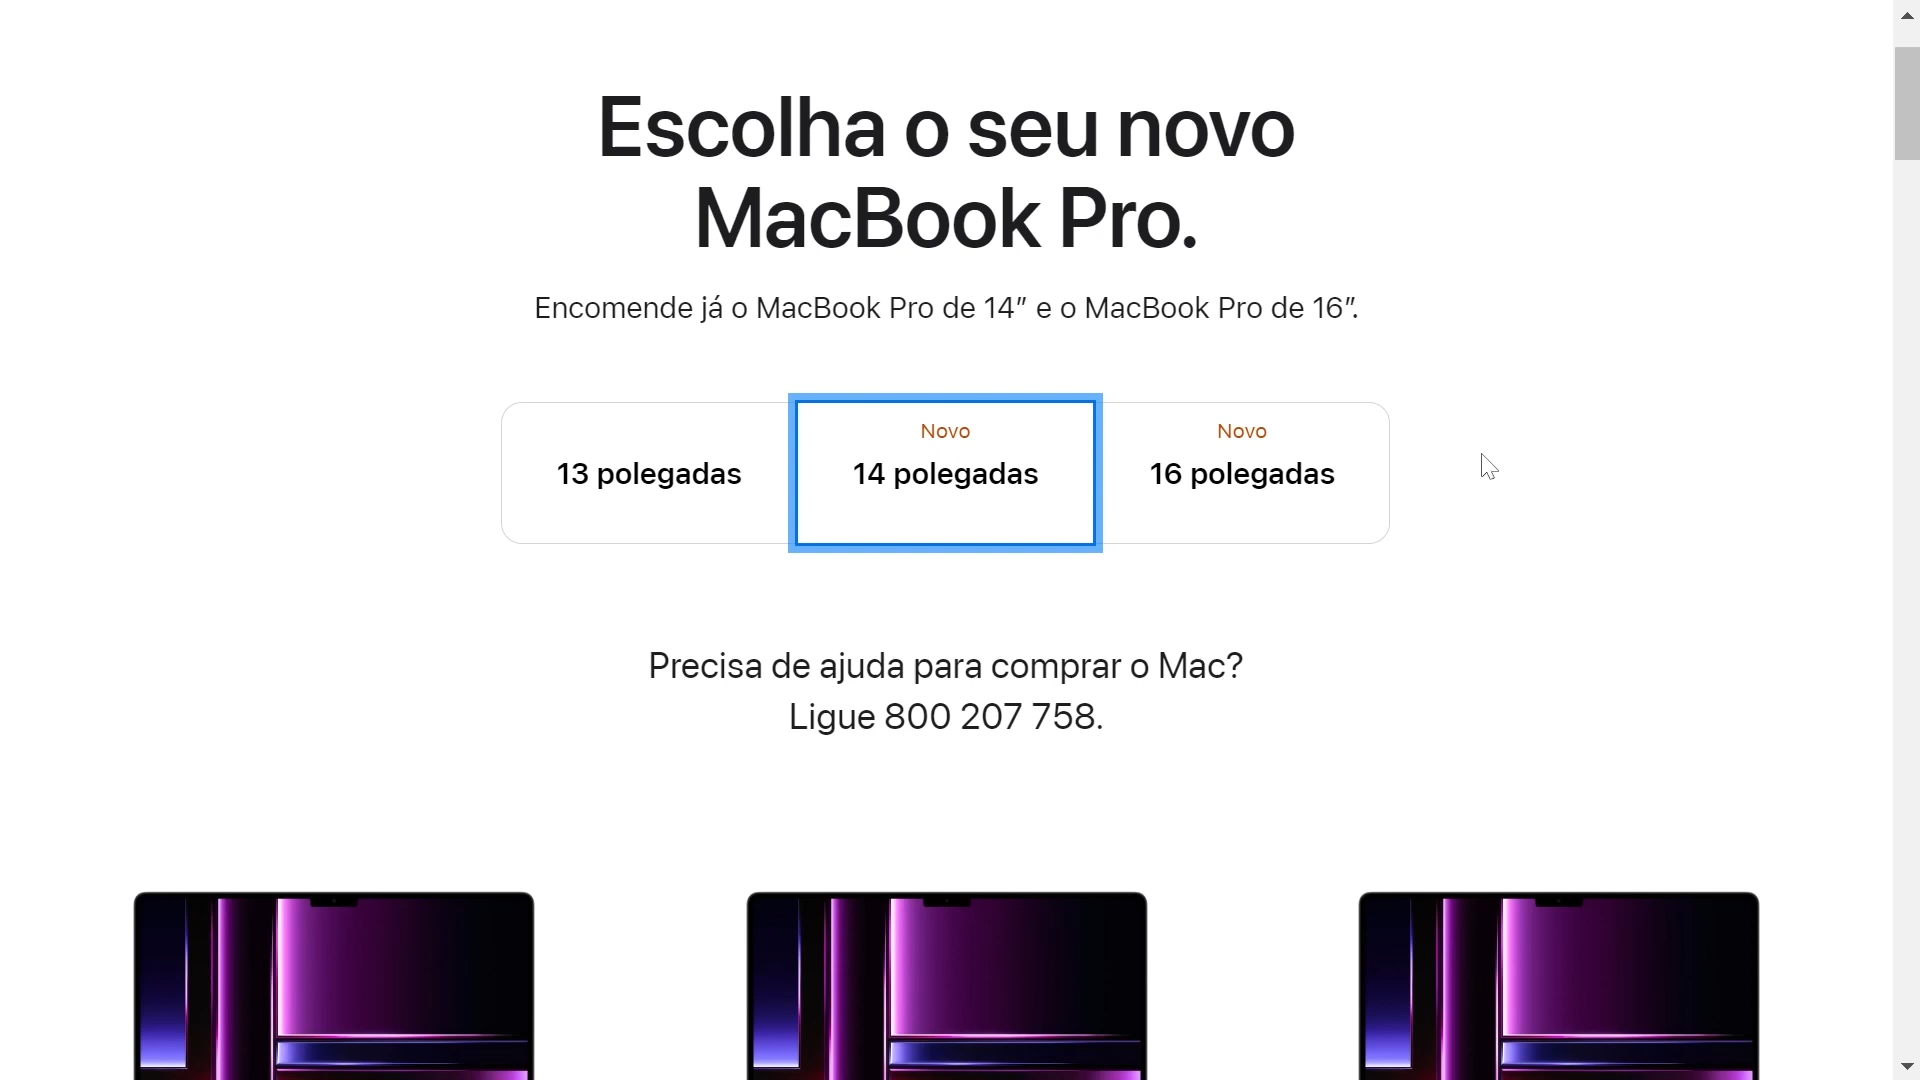 Escolha o seu novo
MacBook Pro.
Encomende já o MacBook Pro de 14″ e o MacBook Pro de 16″.
13 polegadas
Novo
14 polegadas
Novo
16 polegadas
Precisa de ajuda para comprar o Mac?
Ligue 800 207 758.